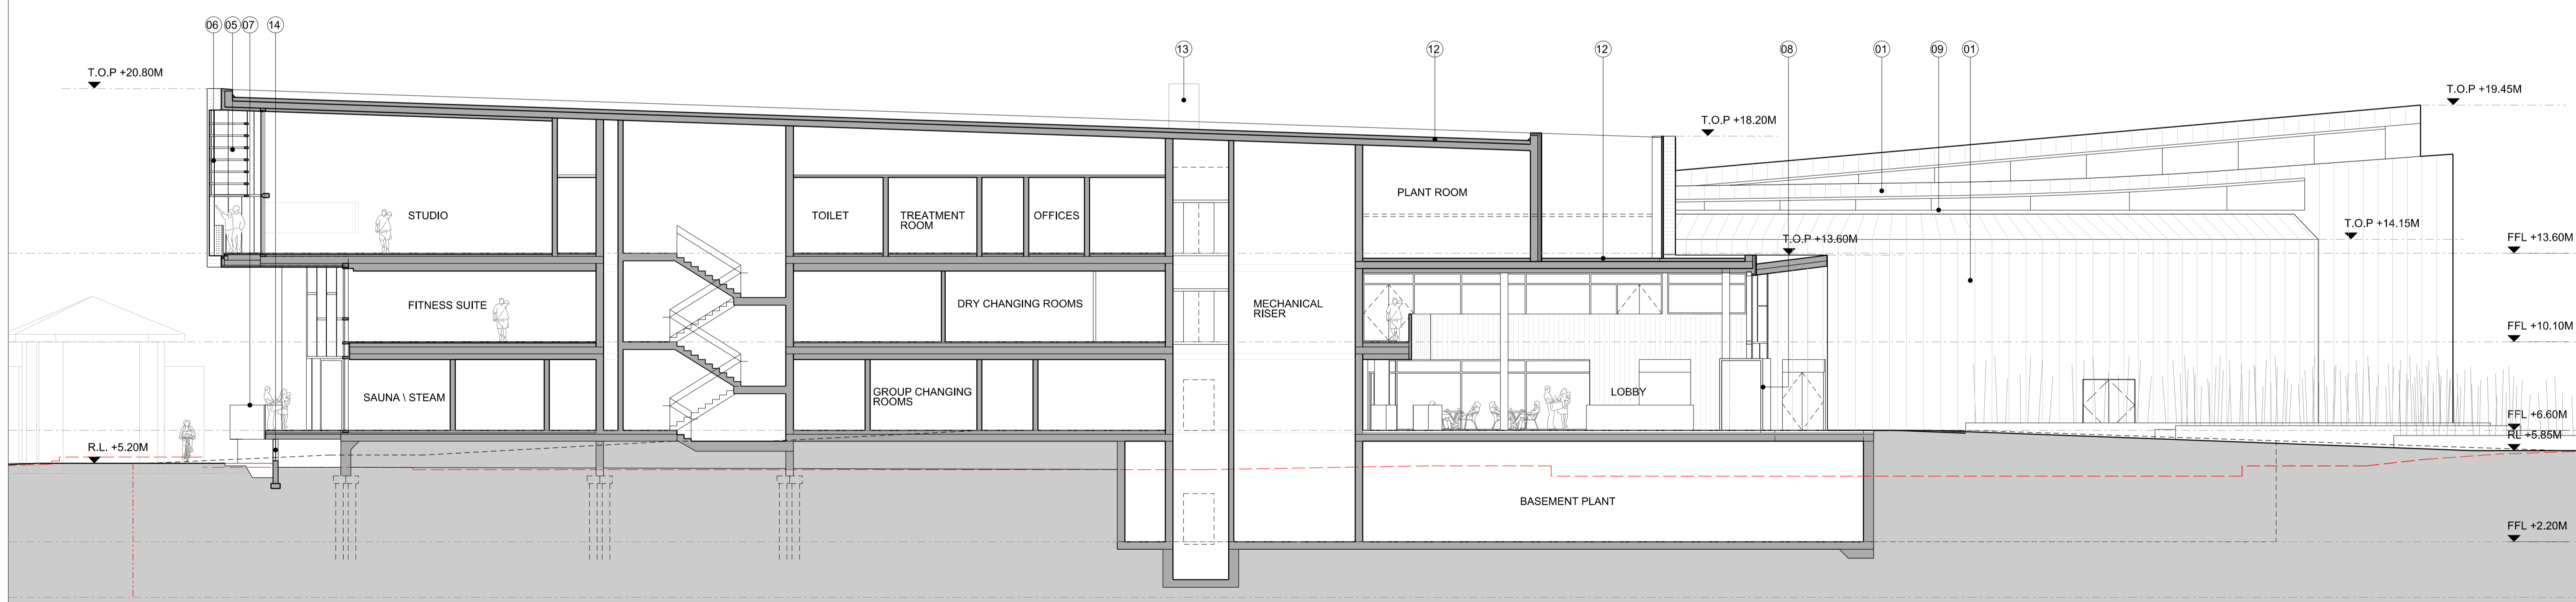 06 05 07 14
13 12 12 08 01 09 01
T.O.P +20.80M
T.O.P +19.45M
T.O.P +18.20M
PLANT ROOM
STUDIO
TOILET
TREATMENT
ROOM
OFFICES
T.O.P +14.15M
T.O.P +13.60M
FFL +13.60M
FITNESS SUITE
DRY CHANGING ROOMS
MECHANICAL
RISER
FFL +10.10M
SAUNA \ STEAM
GROUP CHANGING
ROOMS
LOBBY
FFL +6.60M
RL +5.85M
R.L. +5.20M
BASEMENT PLANT
FFL +2.20M